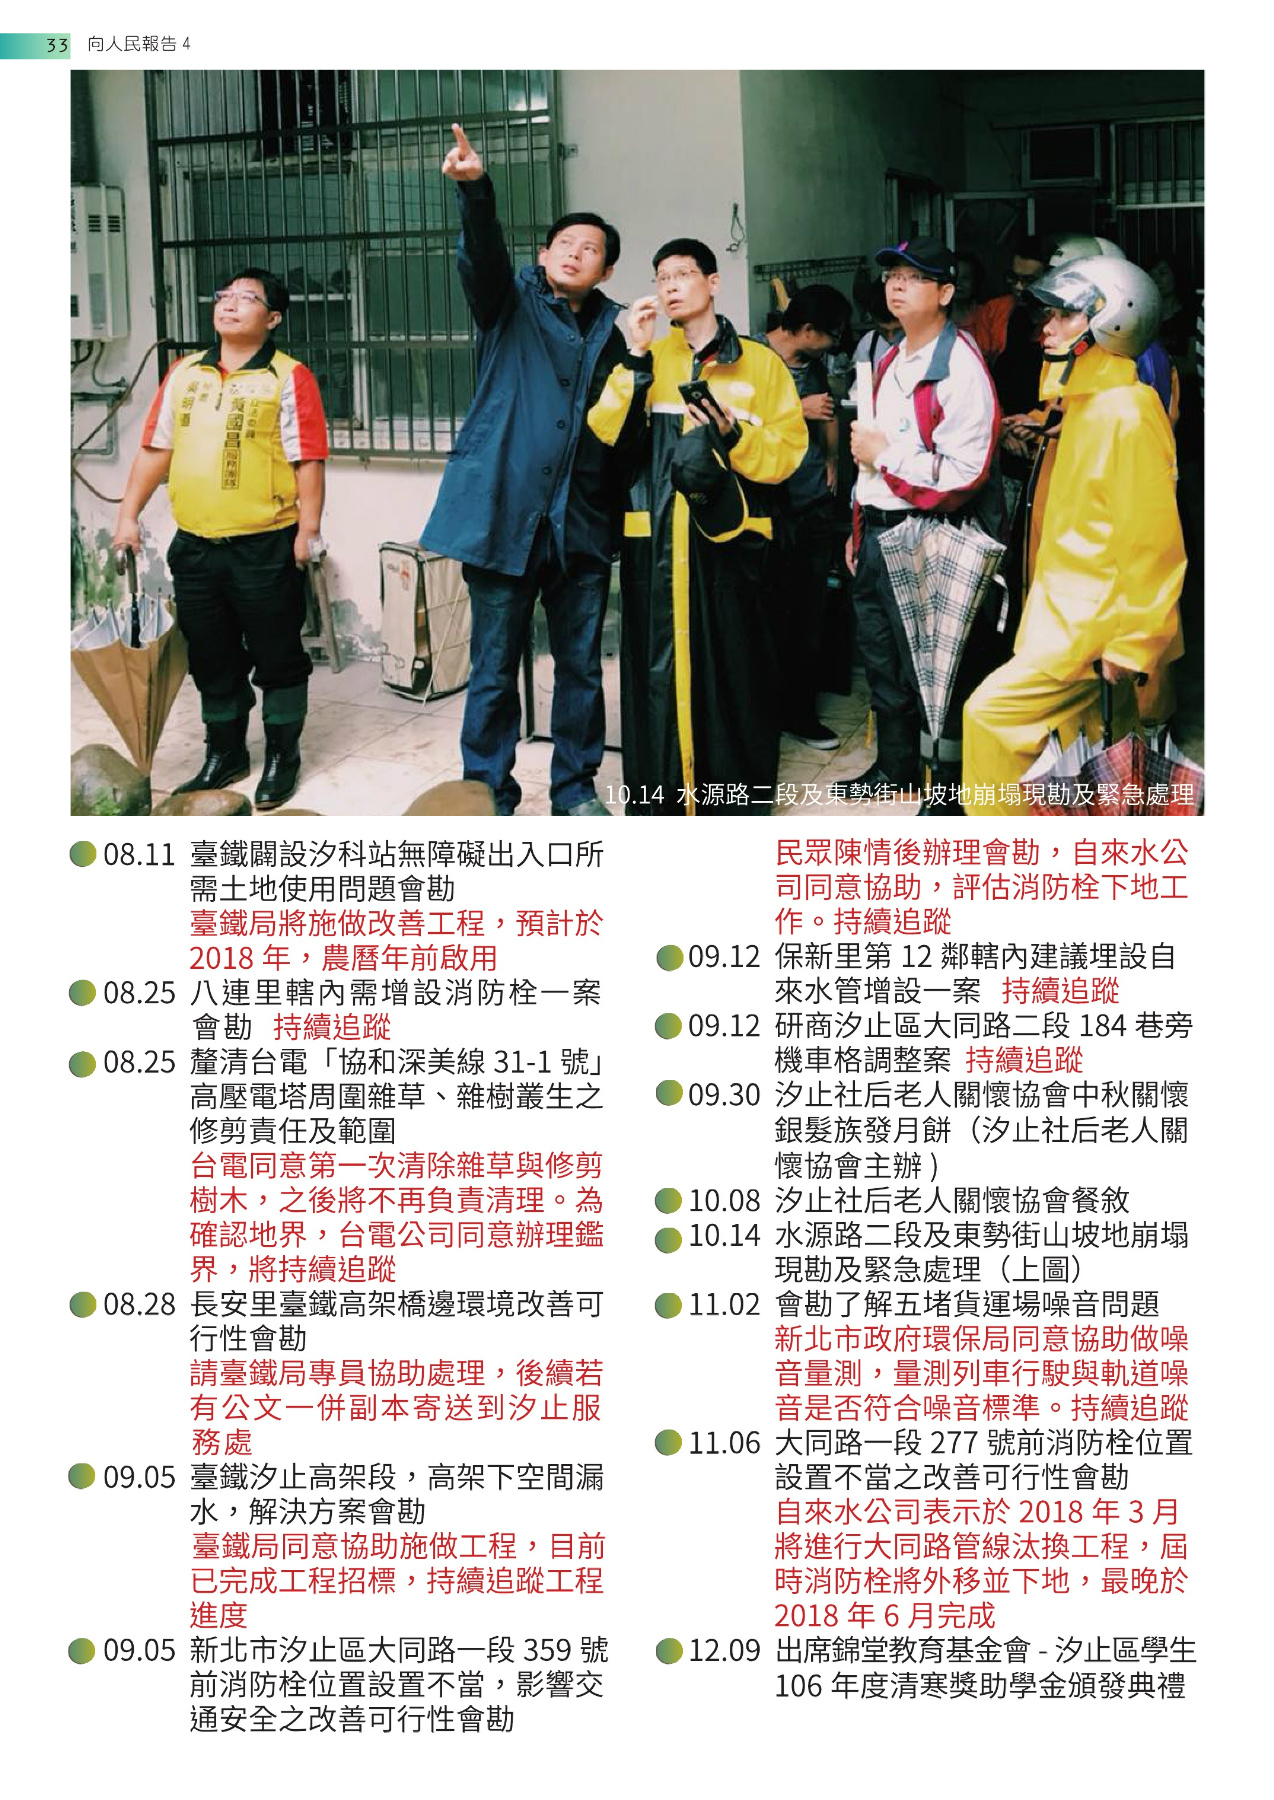 33 向人民報告 4
吳明道
黃國昌
服務團隊
10.14 水源路二段及東勢街山坡地崩塌現勘及緊急處理
08.11 臺鐵闢設汐科站無障礙出入口所
需土地使用問題會勘
臺鐵局將施做改善工程，預計於
2018 年，農曆年前啟用
08.25 八連里轄內需增設消防栓一案
會勘 持續追蹤
08.25 釐清台電「協和深美線 31-1 號」
高壓電塔周圍雜草、雜樹叢生之
修剪責任及範圍
台電同意第一次清除雜草與修剪
樹木，之後將不再負責清理。為
確認地界，台電公司同意辦理鑑
界，將持續追蹤
08.28 長安里臺鐵高架橋邊環境改善可
行性會勘
請臺鐵局專員協助處理，後續若
有公文一併副本寄送到汐止服
務處
09.05 臺鐵汐止高架段，高架下空間漏
水，解決方案會勘
臺鐵局同意協助施做工程，目前
已完成工程招標，持續追蹤工程
進度
09.05 新北市汐止區大同路一段 359 號
前消防栓位置設置不當，影響交
通安全之改善可行性會勘
民眾陳情後辦理會勘，自來水公
司同意協助，評估消防栓下地工
作。持續追蹤
09.12 保新里第 12 鄰轄內建議埋設自
來水管增設一案 持續追蹤
09.12 研商汐止區大同路二段 184 巷旁
機車格調整案 持續追蹤
09.30 汐止社后老人關懷協會中秋關懷
銀髮族發月餅（汐止社后老人關
懷協會主辦 )
10.08 汐止社后老人關懷協會餐敘
10.14 水源路二段及東勢街山坡地崩塌
現勘及緊急處理（上圖）
11.02 會勘了解五堵貨運場噪音問題
新北市政府環保局同意協助做噪
音量測，量測列車行駛與軌道噪
音是否符合噪音標準。持續追蹤
11.06 大同路一段 277 號前消防栓位置
設置不當之改善可行性會勘
自來水公司表示於 2018 年 3 月
將進行大同路管線汰換工程，屆
時消防栓將外移並下地，最晚於
2018 年 6 月完成
12.09 出席錦堂教育基金會 - 汐止區學生
106 年度清寒獎助學金頒發典禮